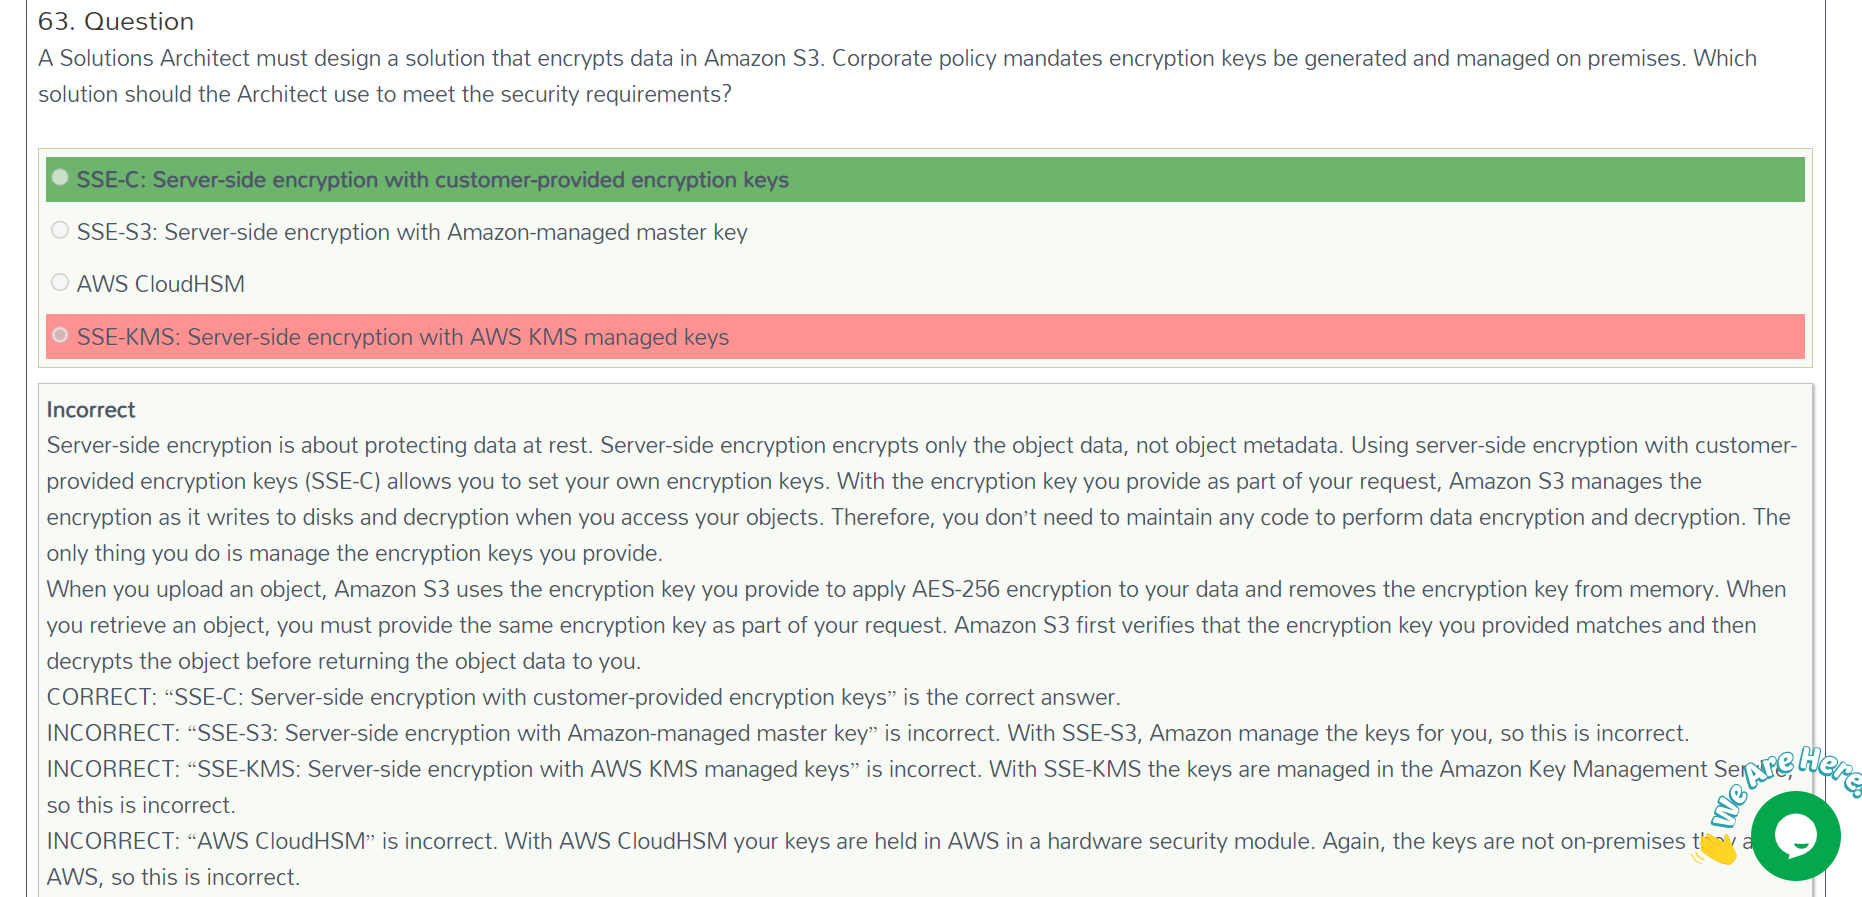 63. Question
A Solutions Architect must design a solution that encrypts data in Amazon S3. Corporate policy mandates encryption keys be generated and managed on premises. Which
solution should the Architect use to meet the security requirements?
SSE-C: Server-side encryption with customer-provided encryption keys
SSE-S3: Server-side encryption with Amazon-managed master key
AWS CloudHSM
SSE-KMS: Server-side encryption with AWS KMS managed keys
Incorrect
Server-side encryption is about protecting data at rest. Server-side encryption encrypts only the object data, not object metadata. Using server-side encryption with customer-
provided encryption keys (SSE-C) allows you to set your own encryption keys. With the encryption key you provide as part of your request, Amazon S3 manages the
encryption as it writes to disks and decryption when you access your objects. Therefore, you don’t need to maintain any code to perform data encryption and decryption. The
only thing you do is manage the encryption keys you provide.
When you upload an object, Amazon S3 uses the encryption key you provide to apply AES-256 encryption to your data and removes the encryption key from memory. When
you retrieve an object, you must provide the same encryption key as part of your request. Amazon S3 first verifies that the encryption key you provided matches and then
decrypts the object before returning the object data to you.
CORRECT: “SSE-C: Server-side encryption with customer-provided encryption keys” is the correct answer.
INCORRECT: “SSE-S3: Server-side encryption with Amazon-managed master key” is incorrect. With SSE-S3, Amazon manage the keys for you, so this is incorrect.
INCORRECT: “SSE-KMS: Server-side encryption with AWS KMS managed keys” is incorrect. With SSE-KMS the keys are managed in the Amazon Key Management
so this is incorrect.
INCORRECT: “AWS CloudHSM” is incorrect. With AWS CloudHSM your keys are held in AWS in a hardware security module. Again, the keys are not on-premises
AWS, so this is incorrect.
We Are Here!